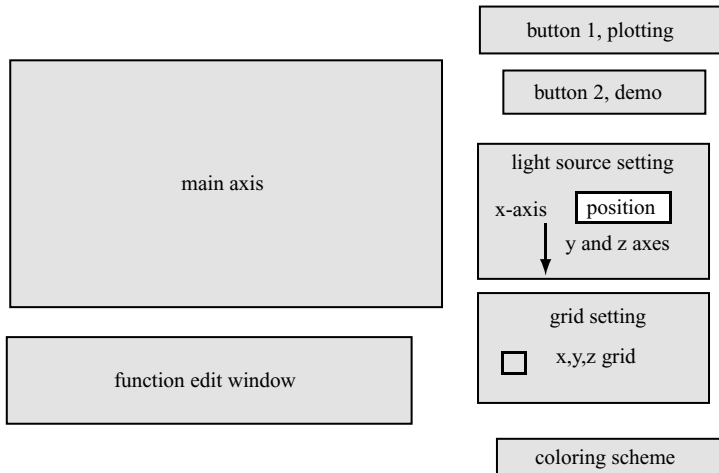 button 1, plotting
button 2, demo
main axis
light source setting
x-axis position
y and z axes
grid setting
x,y,z grid
function edit window
coloring scheme